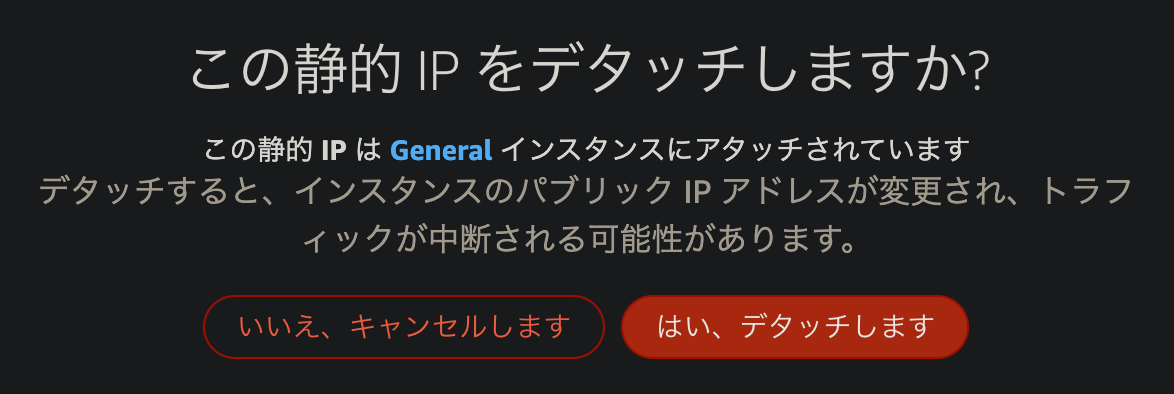 この静的 IP をデタッチしますか?
この静的 IP は General インスタンスにアタッチされています
デタッチすると、インスタンスのパブリック IP アドレスが変更され、トラフ
ィックが中断される可能性があります。
いいえ、キャンセルします
はい、デタッチします